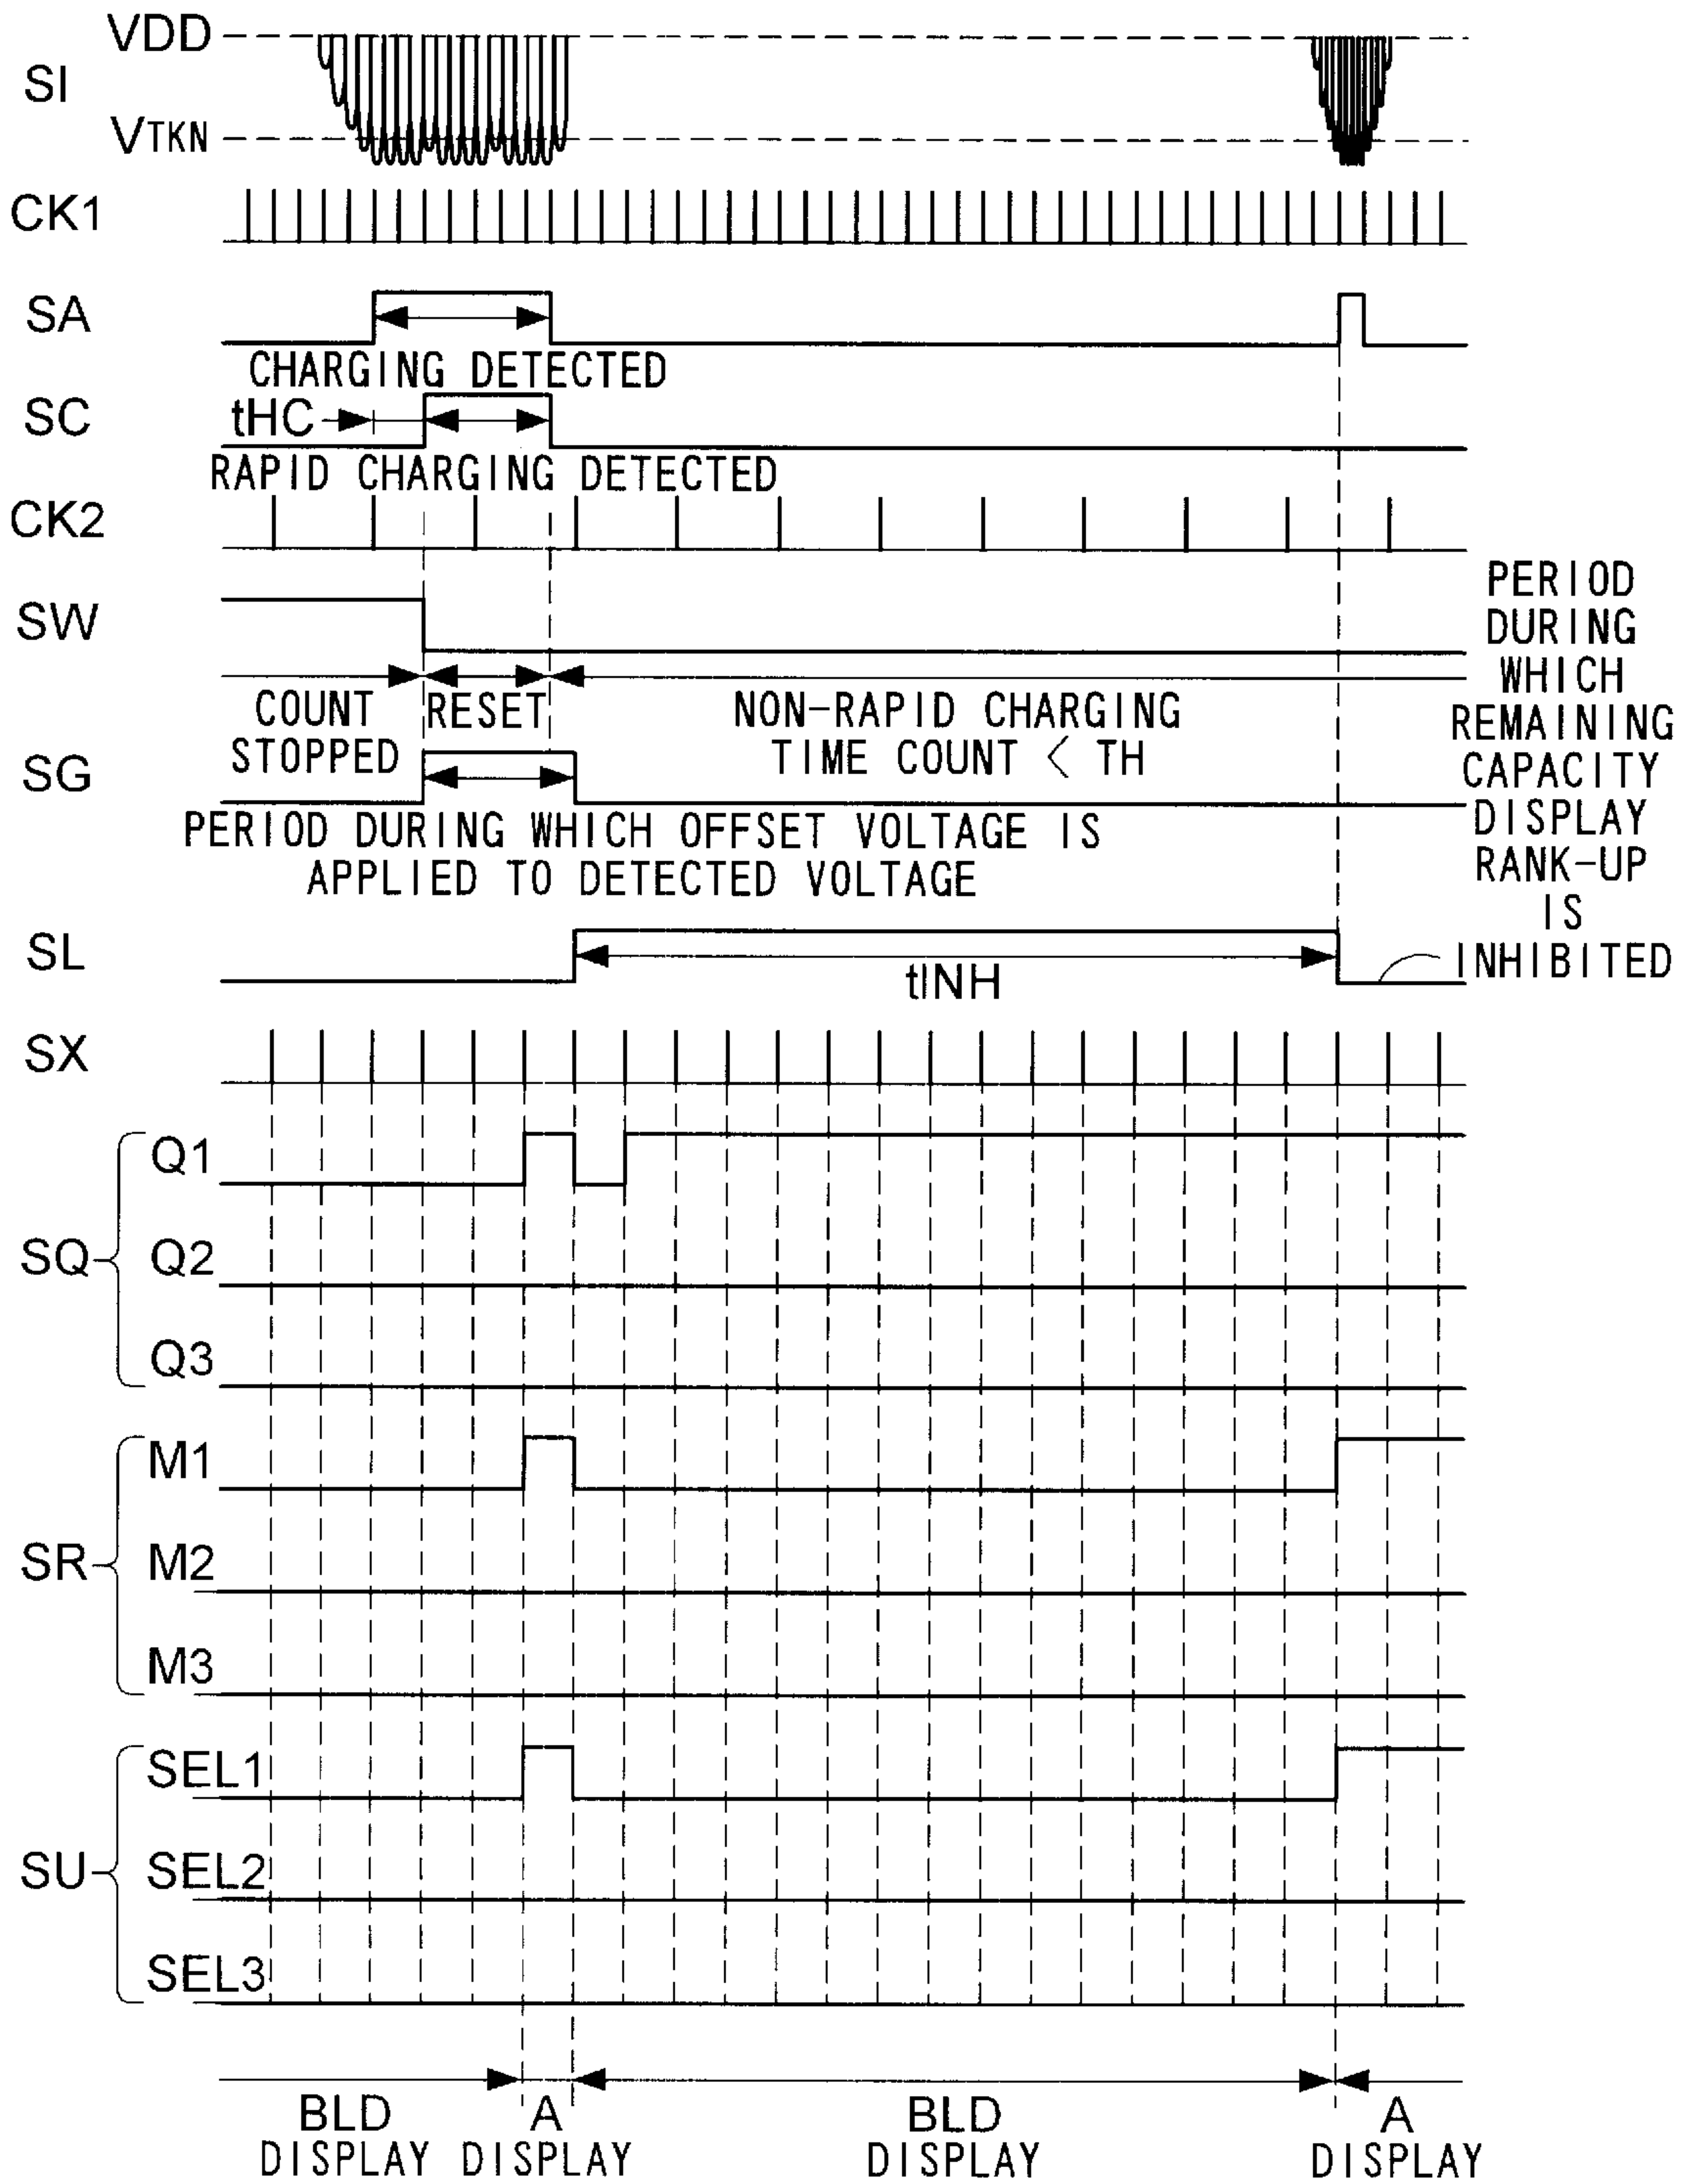 VDD
SI
VTKN
CK1
SA
CHARGING DETECTED
SC
tHC
RAPID CHARGING DETECTED
CK2
SW
COUNT
STOPPED
RESET
NON-RAPID CHARGING
TIME COUNT < TH
PERIOD
DURING
WHICH
REMAINING
CAPACITY
DISPLAY
RANK-UP
IS
INHIBITED
SG
PERIOD DURING WHICH OFFSET VOLTAGE IS
APPLIED TO DETECTED VOLTAGE
SL
tINH
SX
SQ
Q1
Q2
Q3
SR
M1
M2
M3
SU
SEL1
SEL2
SEL3
BLD
DISPLAY
A
DISPLAY
BLD
DISPLAY
A
DISPLAY